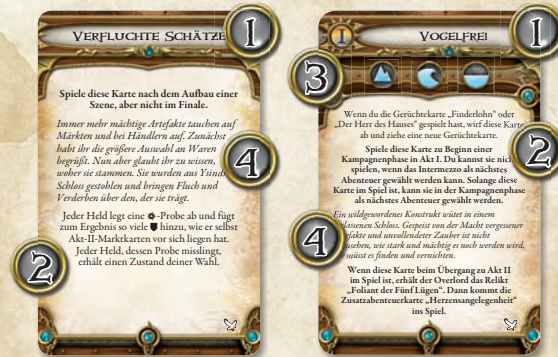 VERFLUCHTE SCHÄTZE
1
Spiele diese Karte nach dem Aufbau einer
Szene, aber nicht im Finale.
Immer mehr mächtige Artefakte tauchen auf
Märkten und bei Händlern auf. Zunächst
habt ihr die größere Auswahl an Waren
begrüßt. Nun aber glaubt ihr zu wissen,
woher sie stammen. Sie wurden aus
Schloss gestohlen und bringen Fluch und
Verderben über den, der sie trägt.
4
Jeder Held legt eine -Probe ab und fügt
zum Ergebnis so viele hinzu, wie er selbst
Akt-II-Marktkarten vor sich liegen hat.
Jeder Held, dessen Probe misslingt,
erhält einen Zustand deiner Wahl.
2
I
VOGELFREI
1
3
Wenn du die Gerüchtekarte „Finderlohn" oder
„Der Herr des Hauses" gespielt hast, wirf diese Karte
ab und ziehe eine neue Gerüchtekarte.
Spiele diese Karte zu Beginn einer
Kampagnenphase in Akt I. Du kannst sie
spielen, wenn das Intermezzo als nächstes
Abenteuer gewählt werden kann. Solange diese
Karte im Spiel ist, kann sie in der Kampagnenphase
als nächstes Abenteuer gewählt werden.
2
Ein wildgewordenes Konstrukt wütet in einem
Schloss. Gespeist von der Macht vergessener
und unvollendeter Zauber ist nicht
wie stark und mächtig es noch werden wird.
müsst es finden und vernichten.
4
Wenn diese Karte beim Übergang zu Akt II
im Spiel ist, erhält der Overlord das Relikt
„Foliant der Fünf Lügen". Dann kommt die
Zusatzabenteuerkarte „Herzensangelegenheit"
ins Spiel.